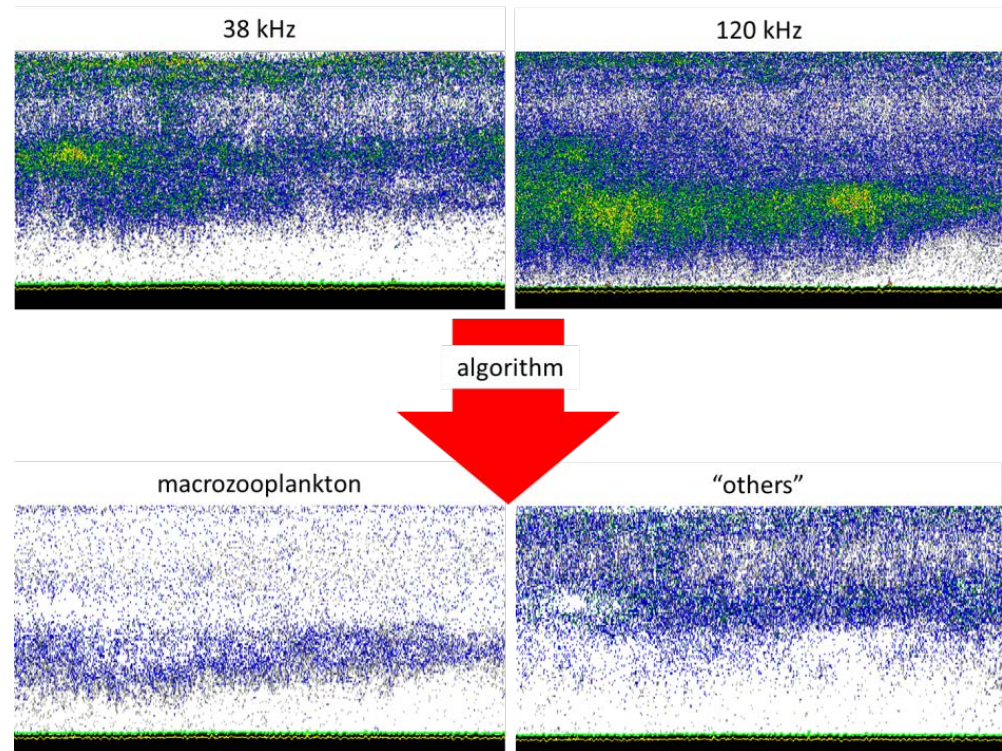 38 kHz
120 kHz
algorithm
macrozooplankton
“others”